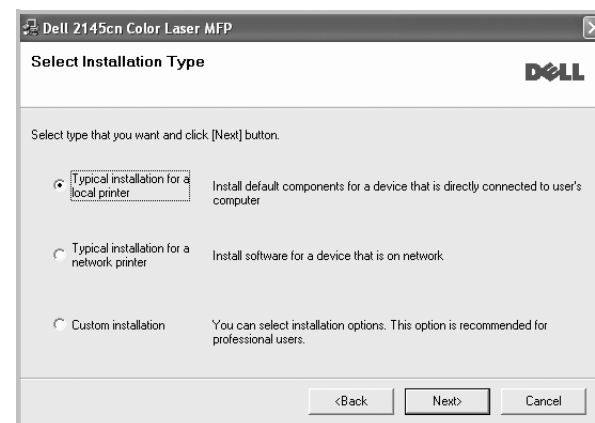 Dell 2145cn Color Laser MFP
Select Installation Type
DELL
Select type that you want and click [Next] button.
Typical installation for a
local printer
Install default components for a device that is directly connected to user's
computer
Typical installation for a
network printer
Install software for a device that is on network
Custom installation
You can select installation options. This option is recommended for
professional users.
<Back
Next>
Cancel